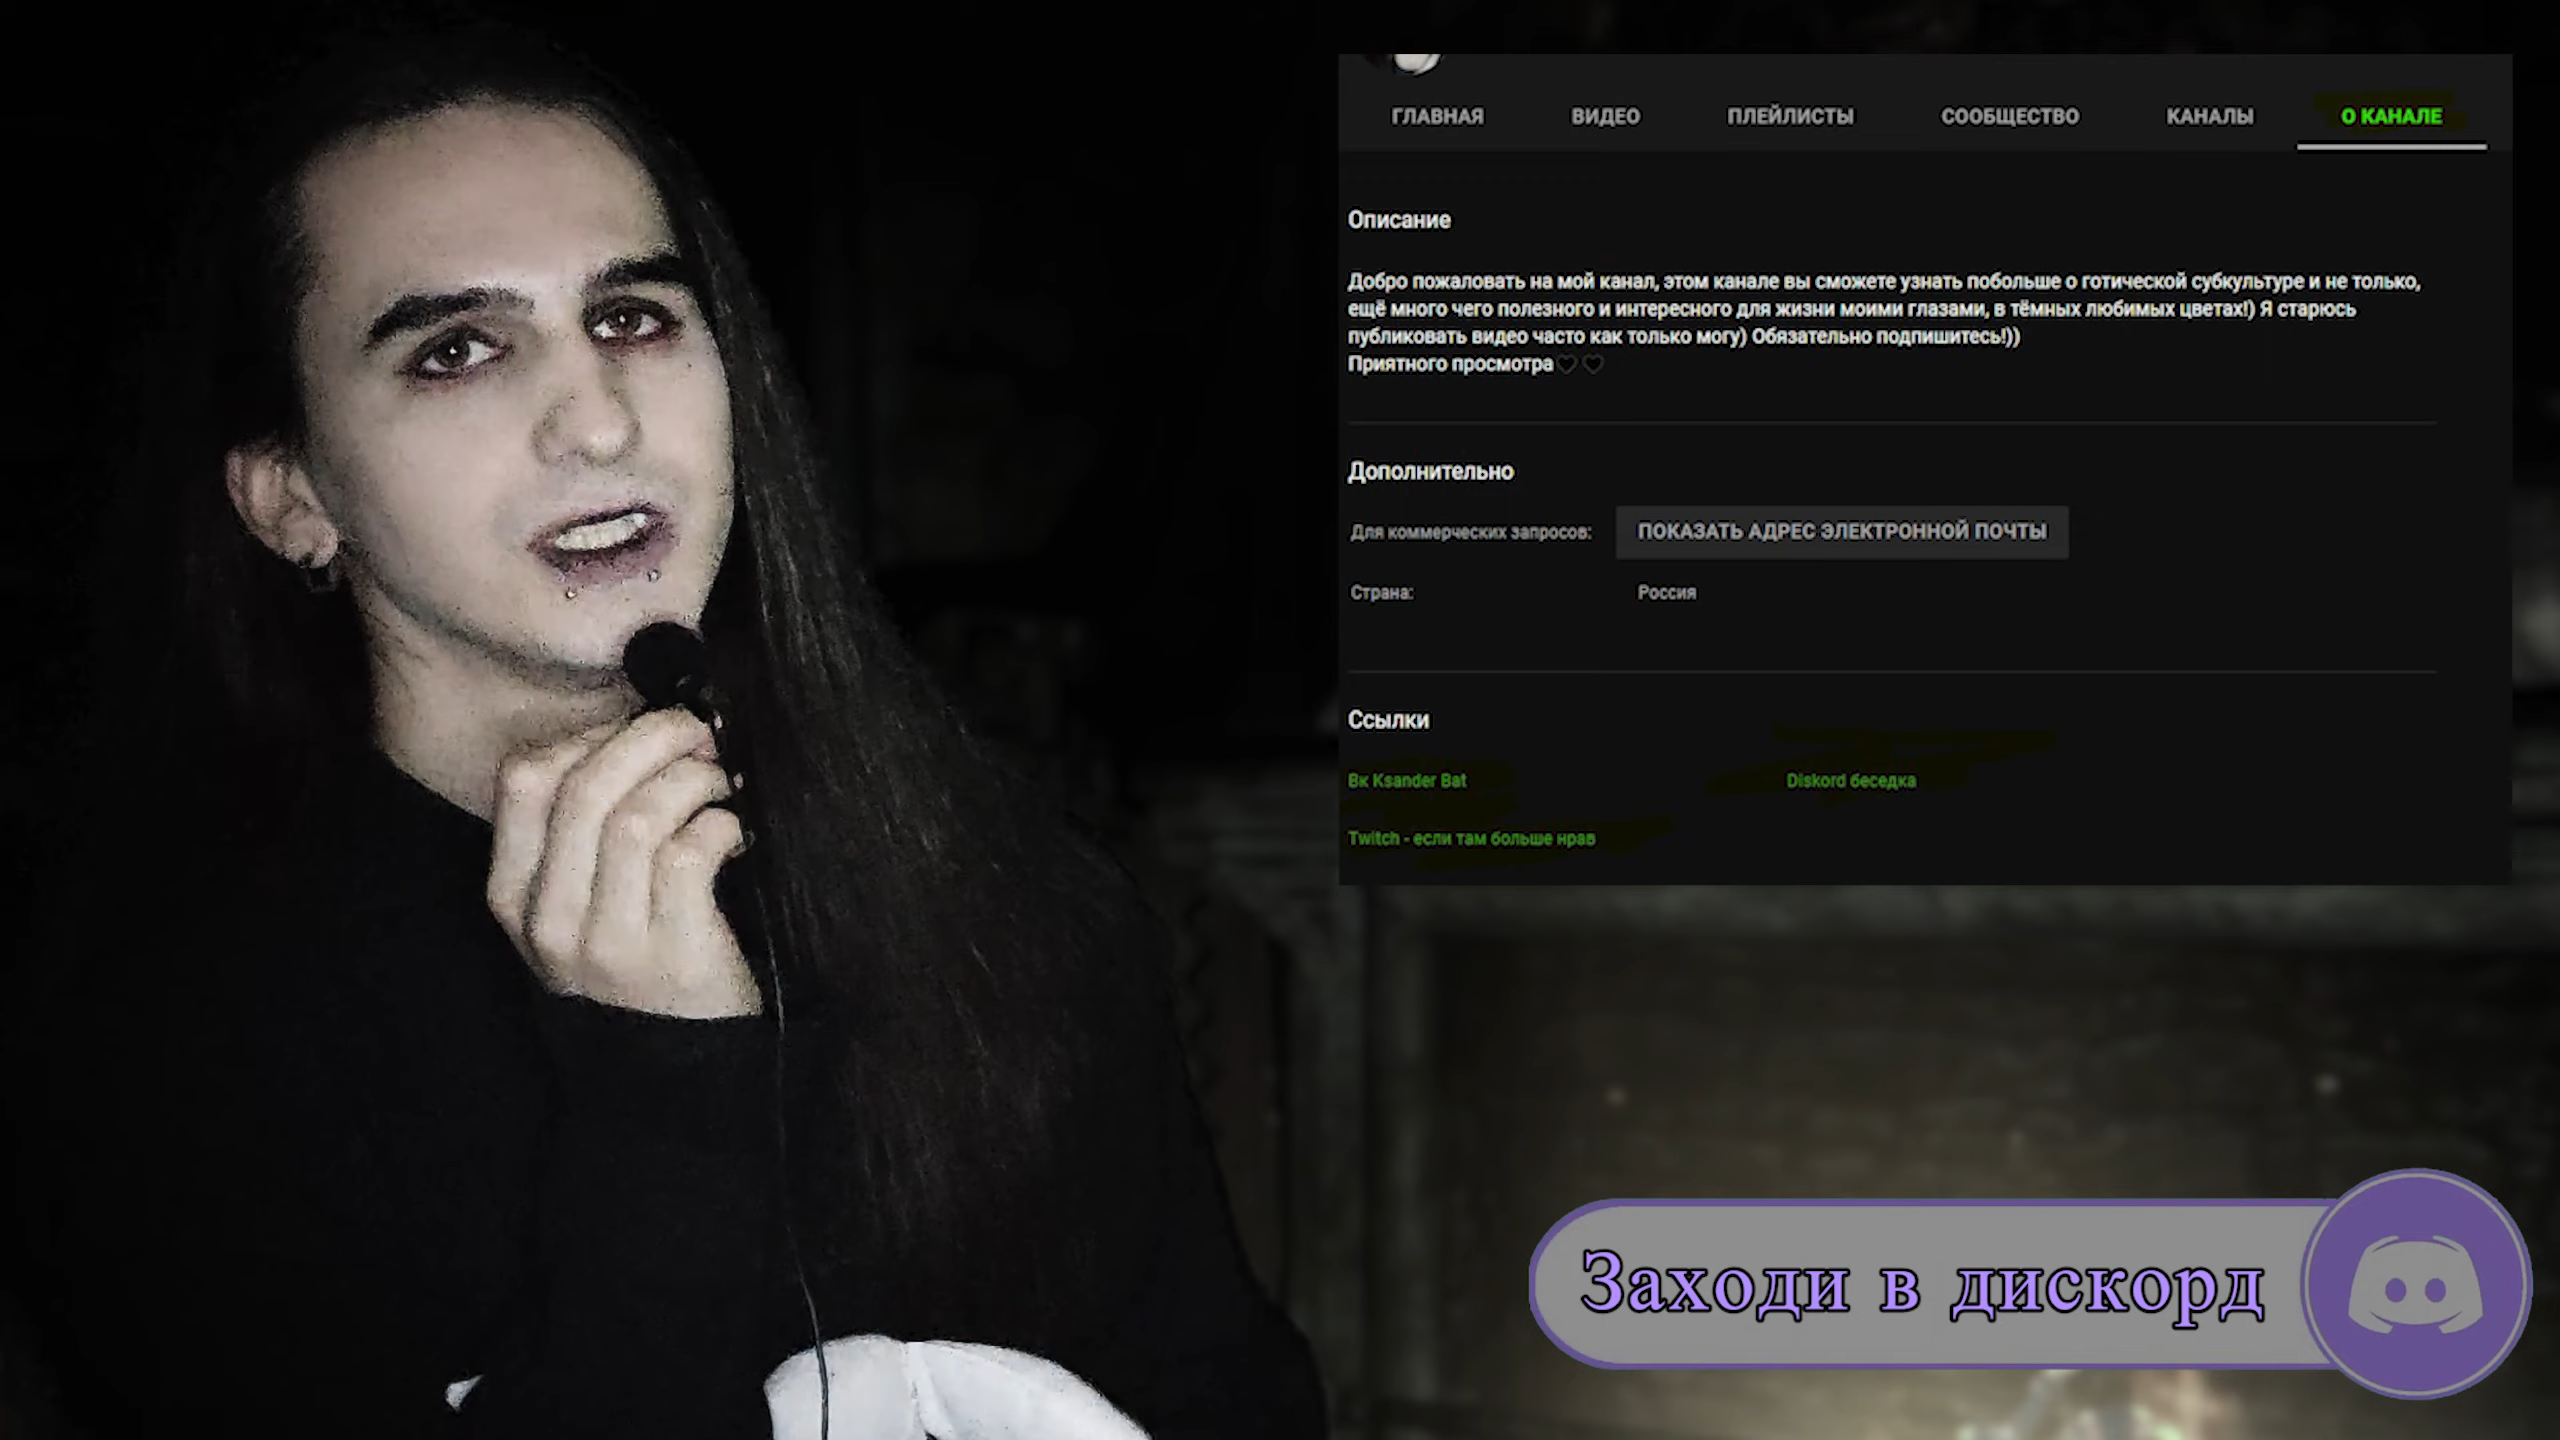 ГЛАВНАЯ ВИДЕО ПЛЕЙЛИСТЫ СООБЩЕСТВО КАНАЛЫ О КАНАЛЕ
Описание
Добро пожаловать на мой канал, этом канале вы сможете узнать побольше о готической субкультуре и не только,
ещё много чего полезного и интересного для жизни моими глазами, в тёмных любимых цветах!) Я старюсь
публиковать видео часто как только могу) Обязательно подпишитесь!))
Приятного просмотра🖤🖤
Дополнительно
Для коммерческих запросов: ПОКАЗАТЬ АДРЕС ЭЛЕКТРОННОЙ ПОЧТЫ
Страна: Россия
Ссылки
Вк Ksander Bat Diskord беседка
Twitch - если там больше нрав
Заходи в дискорд